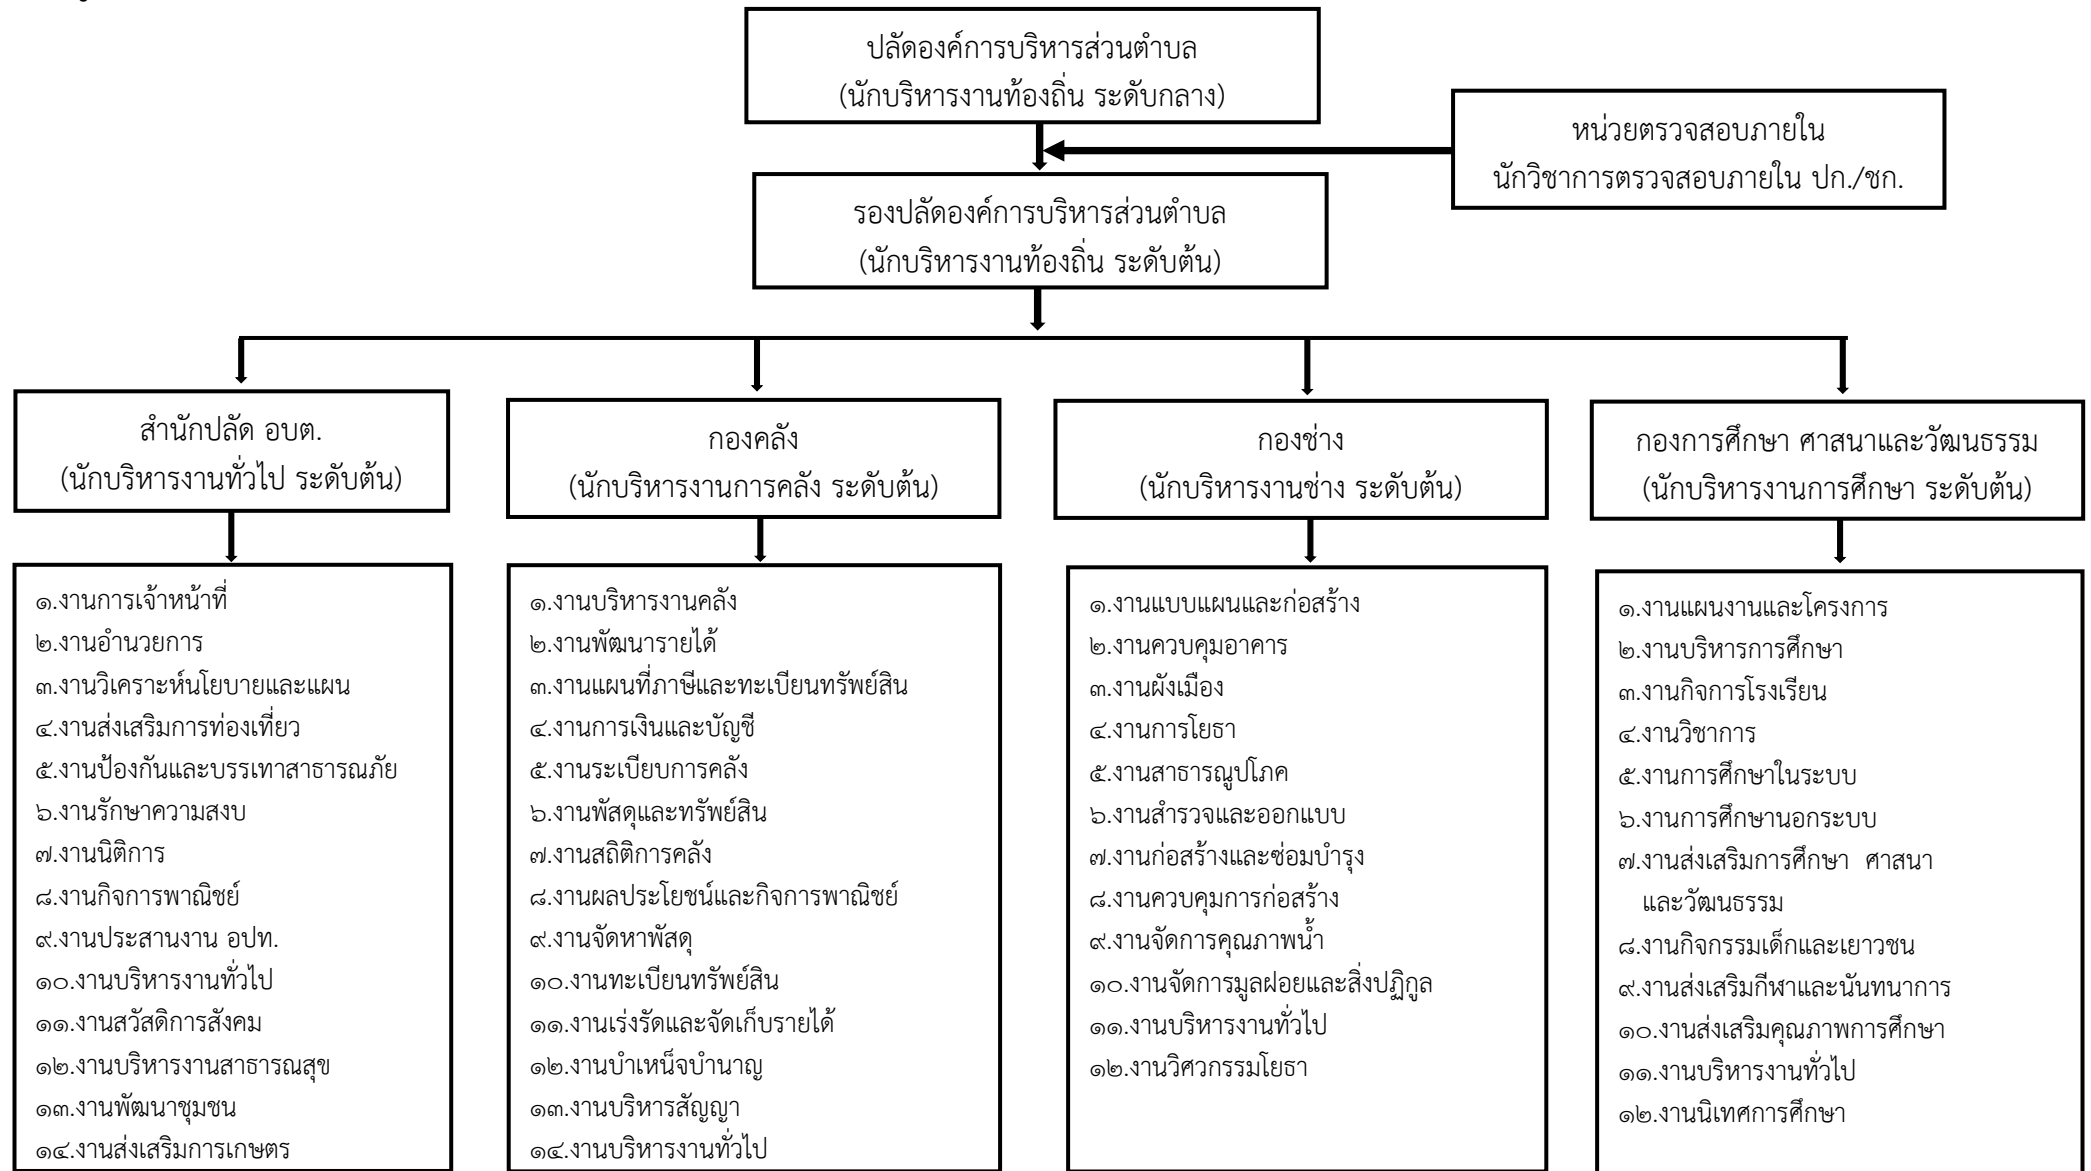 ปลัดองค์การบริหารส่วนตำบล
(นักบริหารงานท้องถิ่น ระดับกลาง)
หน่วยตรวจสอบภายใน
นักวิชาการตรวจสอบภายใน ปก./ชก.
รองปลัดองค์การบริหารส่วนตำบล
(นักบริหารงานท้องถิ่น ระดับต้น)
สำนักปลัด อบต.
(นักบริหารงานทั่วไป ระดับต้น)
๑.งานการเจ้าหน้าที่
๒.งานอำนวยการ
๓.งานวิเคราะห์นโยบายและแผน
๔.งานส่งเสริมการท่องเที่ยว
๕.งานป้องกันและบรรเทาสาธารณภัย
๖.งานรักษาความสงบ
๗.งานนิติการ
๘.งานกิจการพาณิชย์
๙.งานประสานงาน อปท.
๑๐.งานบริหารงานทั่วไป
๑๑.งานสวัสดิการสังคม
๑๒.งานบริหารงานสาธารณสุข
๑๓.งานพัฒนาชุมชน
๑๔.งานส่งเสริมการเกษตร
กองคลัง
(นักบริหารงานการคลัง ระดับต้น)
๑.งานบริหารงานคลัง
๒.งานพัฒนารายได้
๓.งานแผนที่ภาษีและทะเบียนทรัพย์สิน
๔.งานการเงินและบัญชี
๕.งานระเบียบการคลัง
๖.งานพัสดุและทรัพย์สิน
๗.งานสถิติการคลัง
๘.งานผลประโยชน์และกิจการพาณิชย์
๙.งานจัดหาพัสดุ
๑๐.งานทะเบียนทรัพย์สิน
๑๑.งานเร่งรัดและจัดเก็บรายได้
๑๒.งานบำเหน็จบำนาญ
๑๓.งานบริหารสัญญา
๑๔.งานบริหารงานทั่วไป
กองช่าง
(นักบริหารงานช่าง ระดับต้น)
๑.งานแบบแผนและก่อสร้าง
๒.งานควบคุมอาคาร
๓.งานผังเมือง
๔.งานการโยธา
๕.งานสาธารณูปโภค
๖.งานสำรวจและออกแบบ
๗.งานก่อสร้างและซ่อมบำรุง
๘.งานควบคุมการก่อสร้าง
๙.งานจัดการคุณภาพน้ำ
๑๐.งานจัดการมูลฝอยและสิ่งปฏิกูล
๑๑.งานบริหารงานทั่วไป
๑๒.งานวิศวกรรมโยธา
กองการศึกษา ศาสนาและวัฒนธรรม
(นักบริหารงานการศึกษา ระดับต้น)
๑.งานแผนงานและโครงการ
๒.งานบริหารการศึกษา
๓.งานกิจการโรงเรียน
๔.งานวิชาการ
๕.งานการศึกษาในระบบ
๖.งานการศึกษานอกระบบ
๗.งานส่งเสริมการศึกษา ศาสนา
และวัฒนธรรม
๘.งานกิจกรรมเด็กและเยาวชน
๙.งานส่งเสริมกีฬาและนันทนาการ
๑๐.งานส่งเสริมคุณภาพการศึกษา
๑๑.งานบริหารงานทั่วไป
๑๒.งานนิเทศการศึกษา